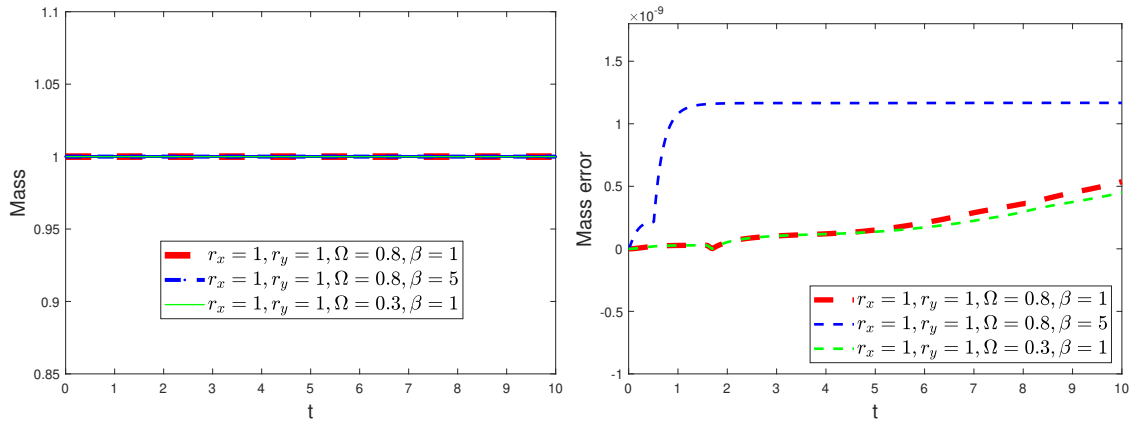 1.1
1.05
1
0.95
0.9
0.85
Mass
0 1 2 3 4 5 6 7 8 9 10
t
r_x = 1, r_y = 1, Ω = 0.8, β = 1
r_x = 1, r_y = 1, Ω = 0.8, β = 5
r_x = 1, r_y = 1, Ω = 0.3, β = 1
×10^-9
1.5
1
0.5
0
-0.5
-1
Mass error
0 1 2 3 4 5 6 7 8 9 10
t
r_x = 1, r_y = 1, Ω = 0.8, β = 1
r_x = 1, r_y = 1, Ω = 0.8, β = 5
r_x = 1, r_y = 1, Ω = 0.3, β = 1